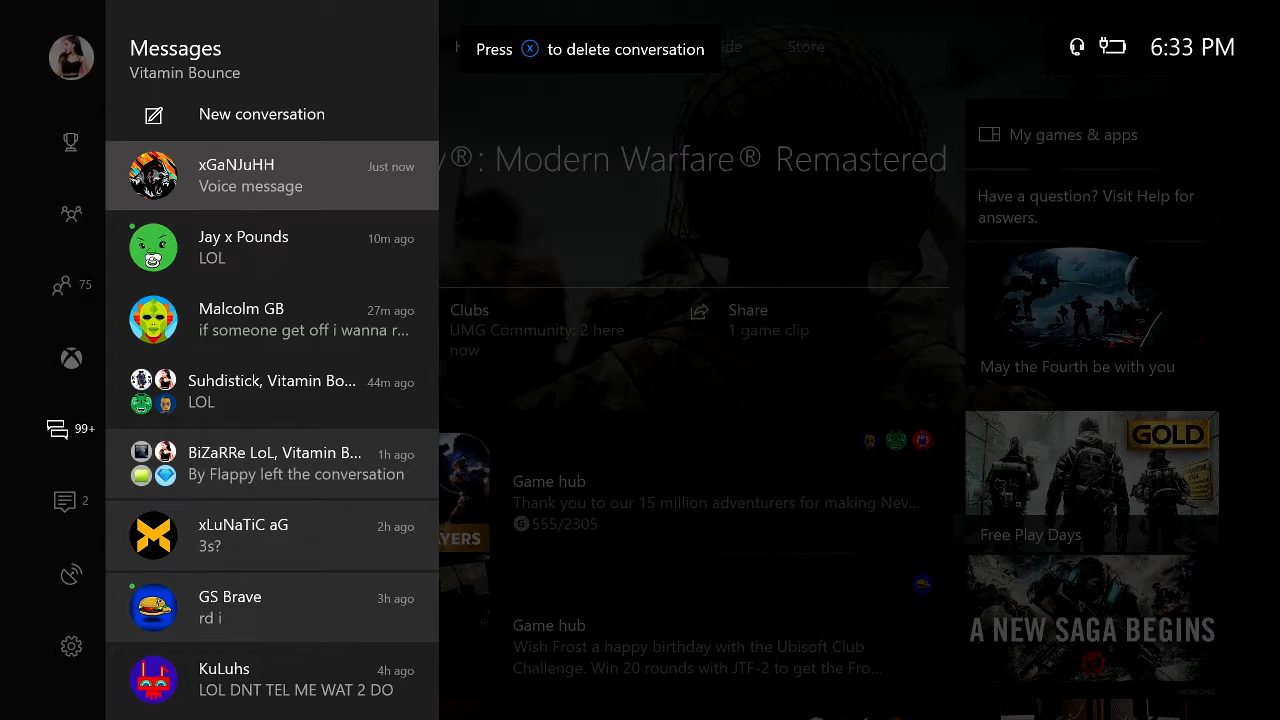 Messages
Vitamin Bounce
New conversation
xGaNJuHH
Just now
Voice message
Jay x Pounds
10m ago
LOL
Malcolm GB
27m ago
if someone get off i wanna r...
Suhdistick, Vitamin Bo...
44m ago
LOL
BiZaRRe LoL, Vitamin B...
1h ago
By Flappy left the conversation
xLuNaTiC aG
2h ago
3s?
GS Brave
3h ago
rd i
KuLuhs
4h ago
LOL DNT TEL ME WAT 2 DO
75
99+
2
Press X to delete conversation
Store
6:33 PM
y®: Modern Warfare® Remastered
Clubs
UMG Community: 2 here
now
Share
1 game clip
Game hub
Thank you to our 15 million adventurers for making Nev...
G 555/2305
Game hub
Wish Frost a happy birthday with the Ubisoft Club
Challenge. Win 20 rounds with JTF-2 to get the Fro...
My games & apps
Have a question? Visit Help for
answers.
May the Fourth be with you
GOLD
Free Play Days
A NEW SAGA BEGINS
SPONSORED